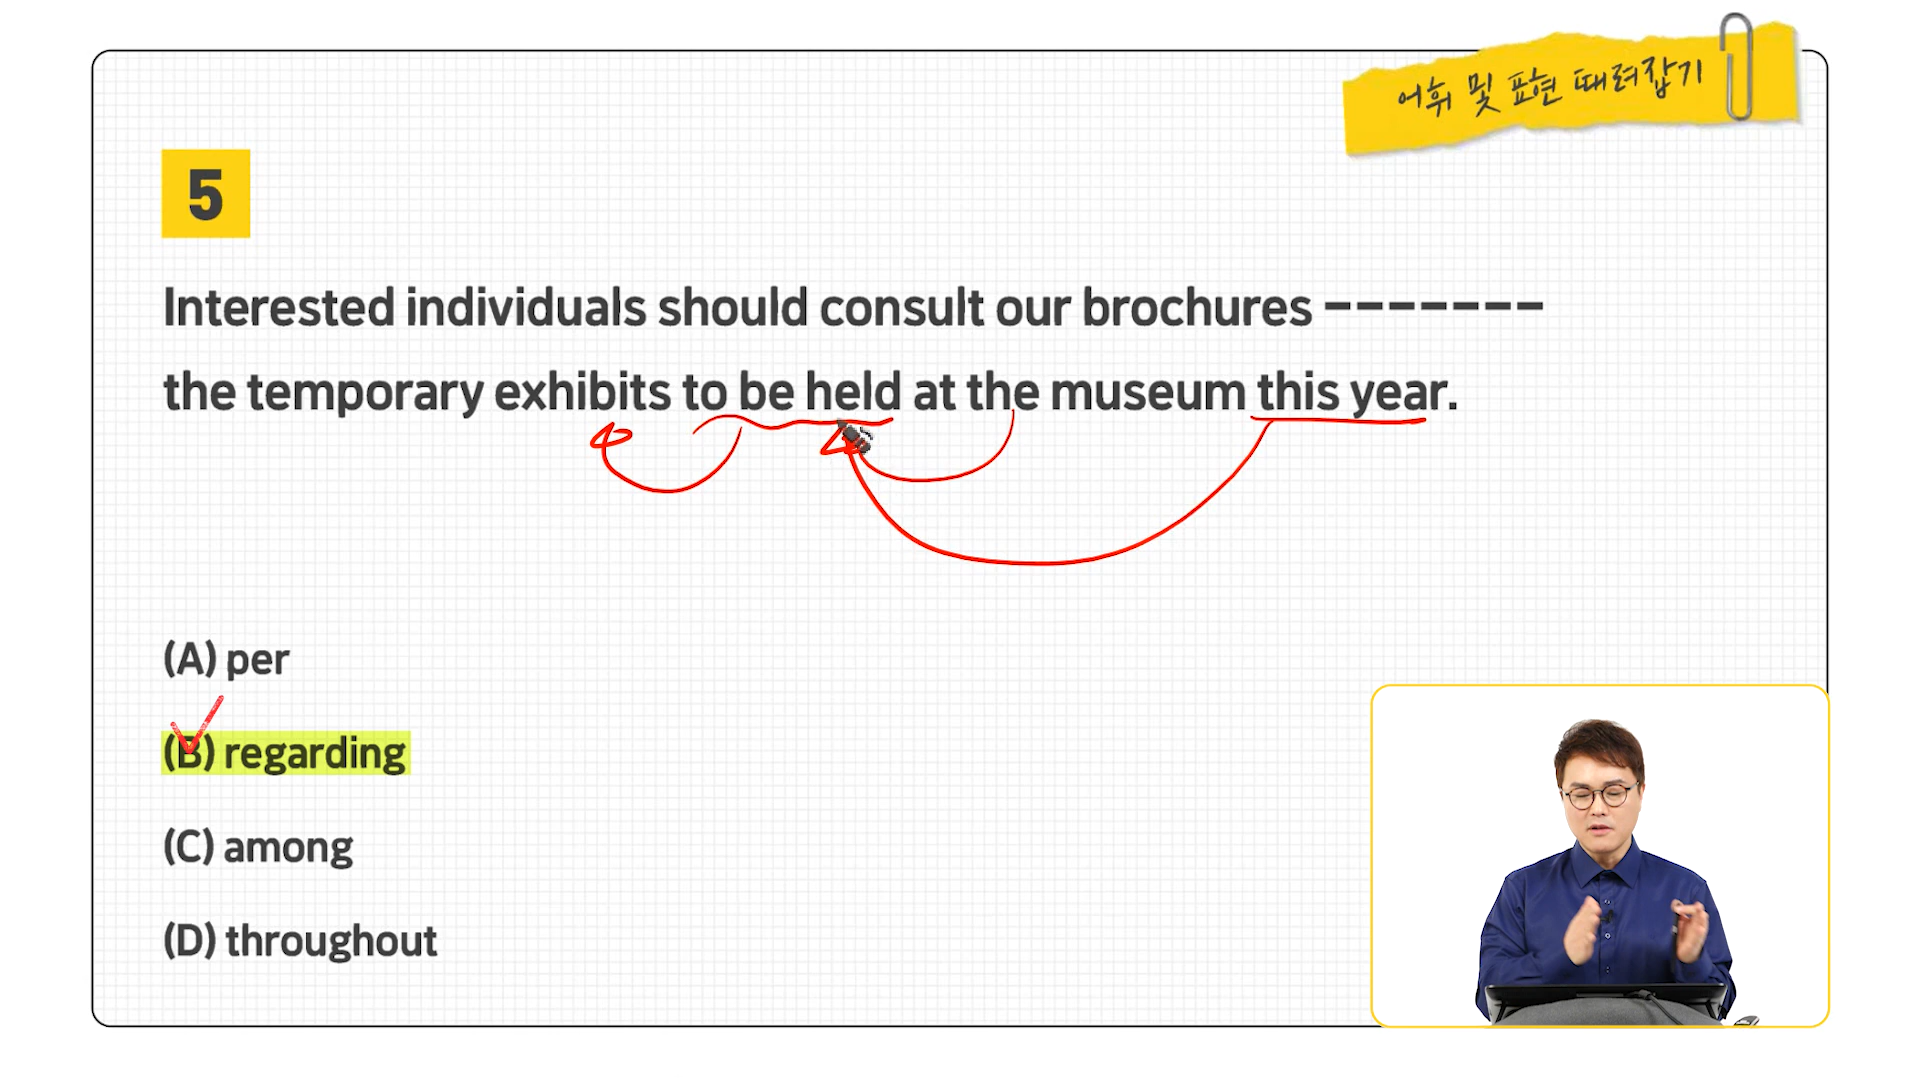 어휘 및 표현 때려잡기
5
Interested individuals should consult our brochures -------
the temporary exhibits to be held at the museum this year.
(A) per
(B) regarding
(C) among
(D) throughout